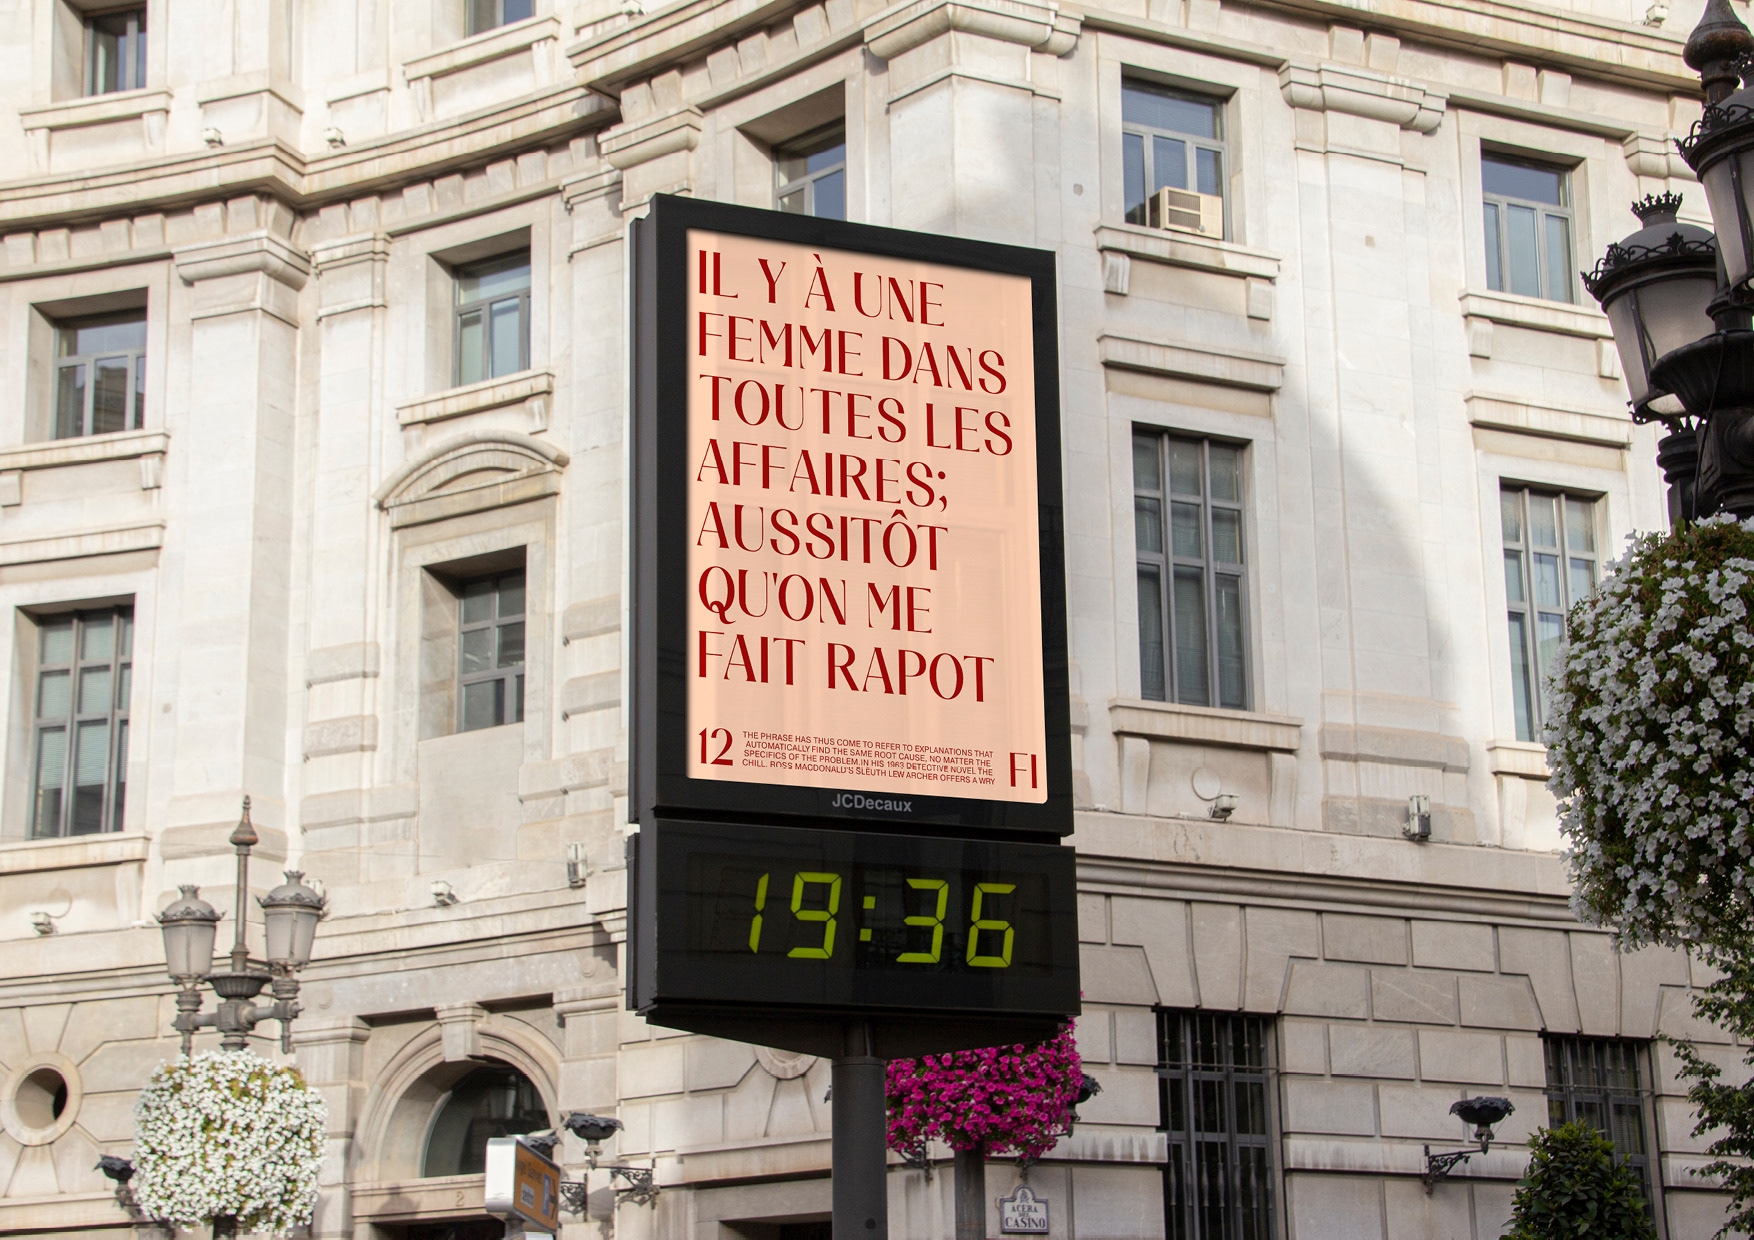 IL Y À UNE
FEMME DANS
TOUTES LES
AFFAIRES;
AUSSITÔT
QU'ON ME
FAIT RAPOT
12
THE PHRASE HAS THUS COME TO REFER TO EXPLANATIONS THAT
AUTOMATICALLY FIND THE SAME ROOT CAUSE, NO MATTER THE
SPECIFICS OF THE PROBLEM.IN HIS 1963 DETECTIVE NOVEL THE
CHILL, ROSS MACDONALD'S SLEUTH LEW ARCHER OFFERS A WRY
FI
JCDecaux
19:36
2
ACERA
DEL
CASINO